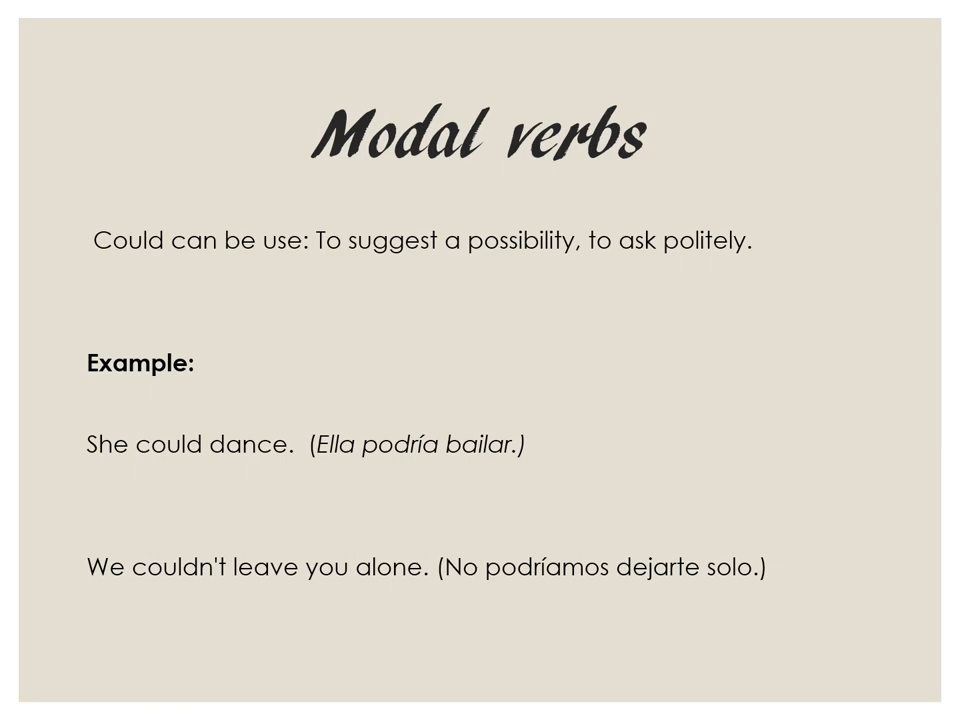 Modal verbs
Could can be use: To suggest a possibility, to ask politely.
Example:
She could dance.  (Ella podría bailar.)
We couldn't leave you alone. (No podríamos dejarte solo.)